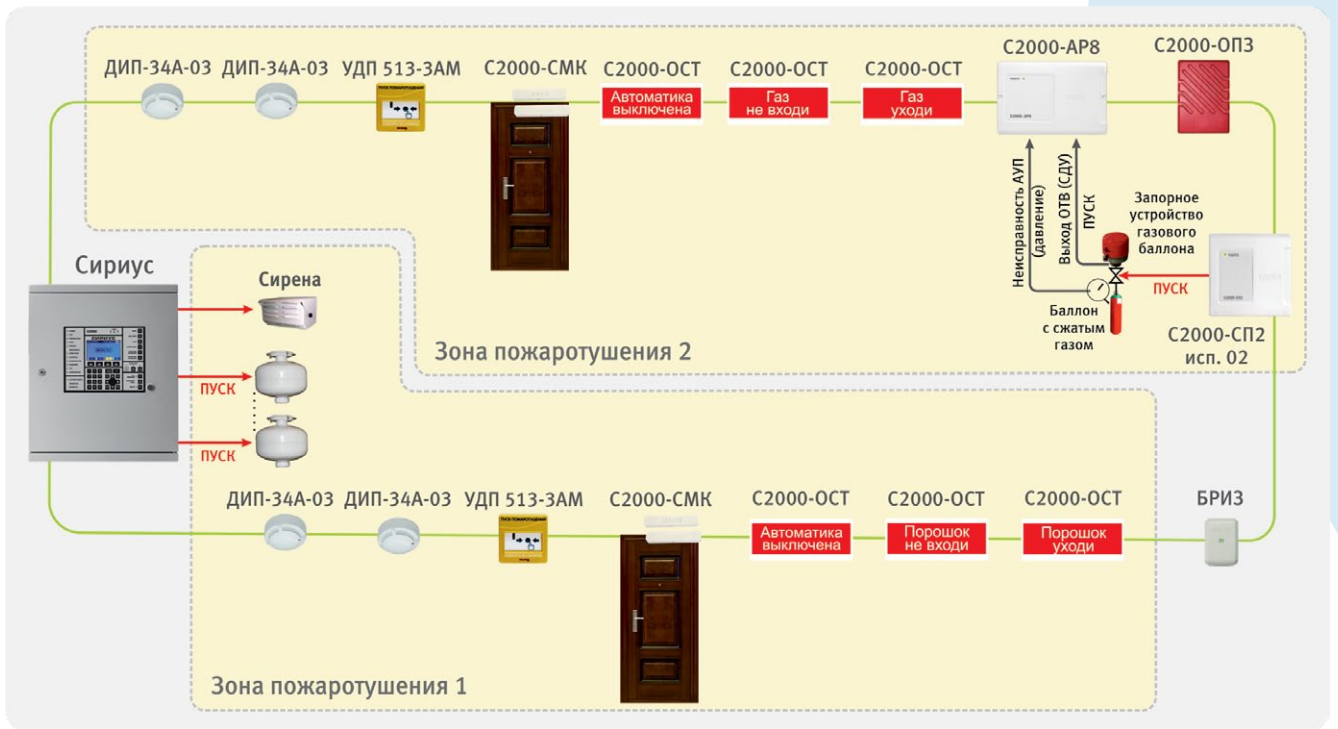 ДИП-34А-03
ДИП-34А-03
УДП 513-3АМ
С2000-СМК
С2000-ОСТ
С2000-ОСТ
С2000-ОСТ
С2000-АР8
С2000-ОПЗ
Автоматика
выключена
Газ
не входи
Газ
уходи
Неисправность АУП
(давление)
Выход ОТВ (СДУ)
ПУСК
Запорное
устройство
газового
баллона
ПУСК
Баллон
с сжатым
газом
С2000-СП2
исп. 02
Зона пожаротушения 2
Сириус
Сирена
ПУСК
ПУСК
ДИП-34А-03
ДИП-34А-03
УДП 513-3АМ
С2000-СМК
С2000-ОСТ
С2000-ОСТ
С2000-ОСТ
БРИЗ
Автоматика
выключена
Порошок
не входи
Порошок
уходи
Зона пожаротушения 1